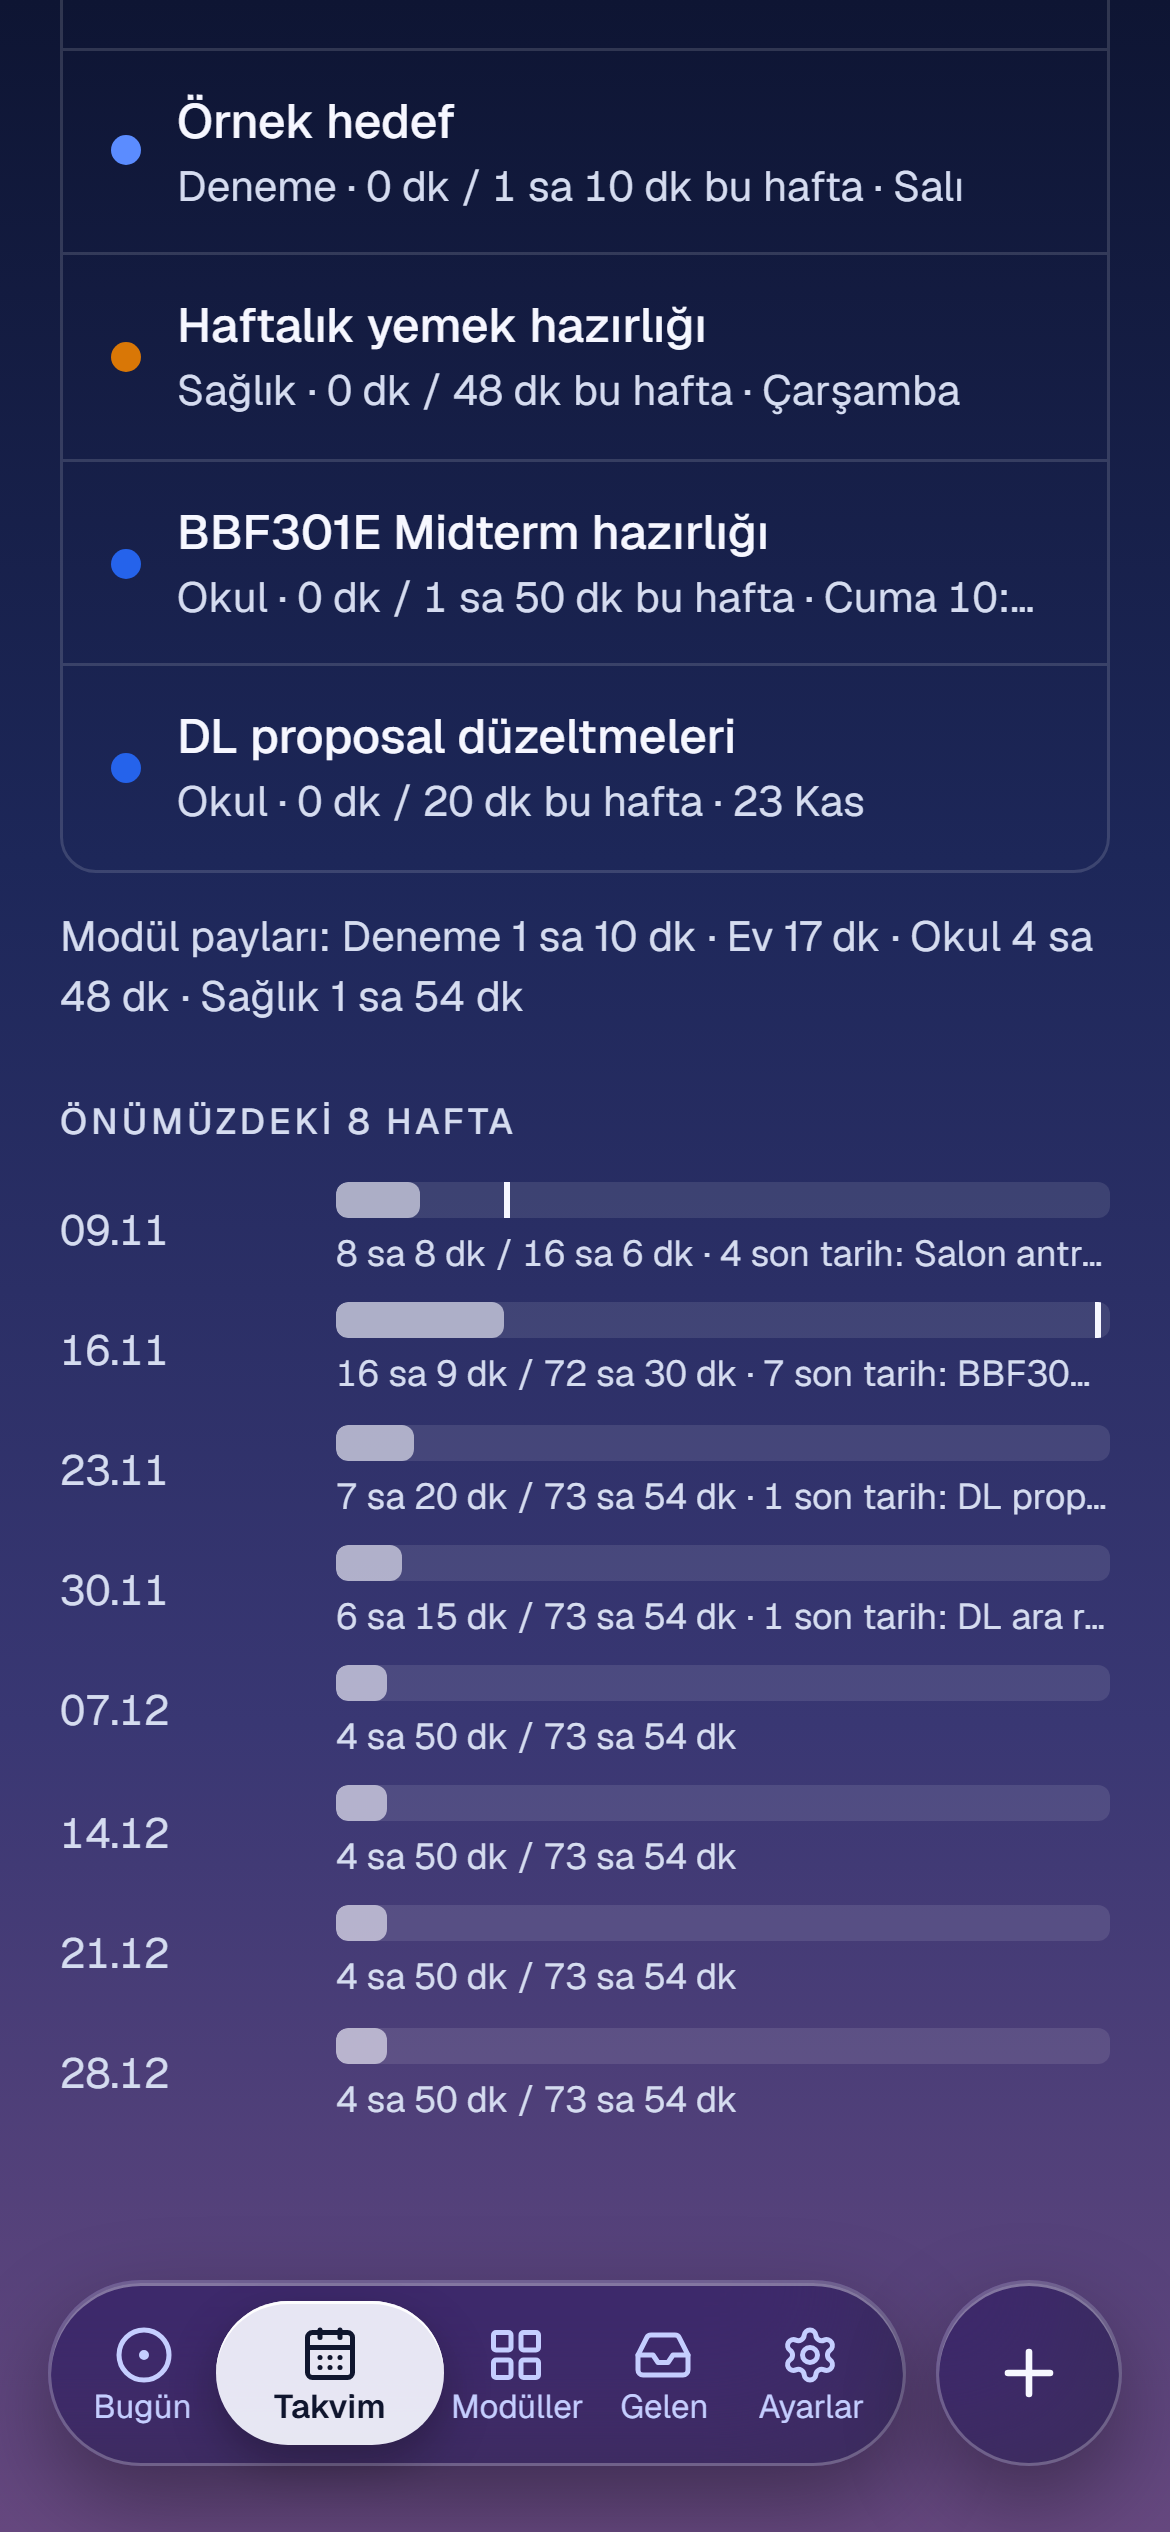 Örnek hedef
Deneme · 0 dk / 1 sa 10 dk bu hafta · Salı
Haftalık yemek hazırlığı
Sağlık · 0 dk / 48 dk bu hafta · Çarşamba
BBF301E Midterm hazırlığı
Okul · 0 dk / 1 sa 50 dk bu hafta · Cuma 10:…
DL proposal düzeltmeleri
Okul · 0 dk / 20 dk bu hafta · 23 Kas
Modül payları: Deneme 1 sa 10 dk · Ev 17 dk · Okul 4 sa
48 dk · Sağlık 1 sa 54 dk
ÖNÜMÜZDEKİ 8 HAFTA
09.11
8 sa 8 dk / 16 sa 6 dk · 4 son tarih: Salon antr…
16.11
16 sa 9 dk / 72 sa 30 dk · 7 son tarih: BBF30…
23.11
7 sa 20 dk / 73 sa 54 dk · 1 son tarih: DL prop…
30.11
6 sa 15 dk / 73 sa 54 dk · 1 son tarih: DL ara r…
07.12
4 sa 50 dk / 73 sa 54 dk
14.12
4 sa 50 dk / 73 sa 54 dk
21.12
4 sa 50 dk / 73 sa 54 dk
28.12
4 sa 50 dk / 73 sa 54 dk
Bugün Takvim Modüller Gelen Ayarlar